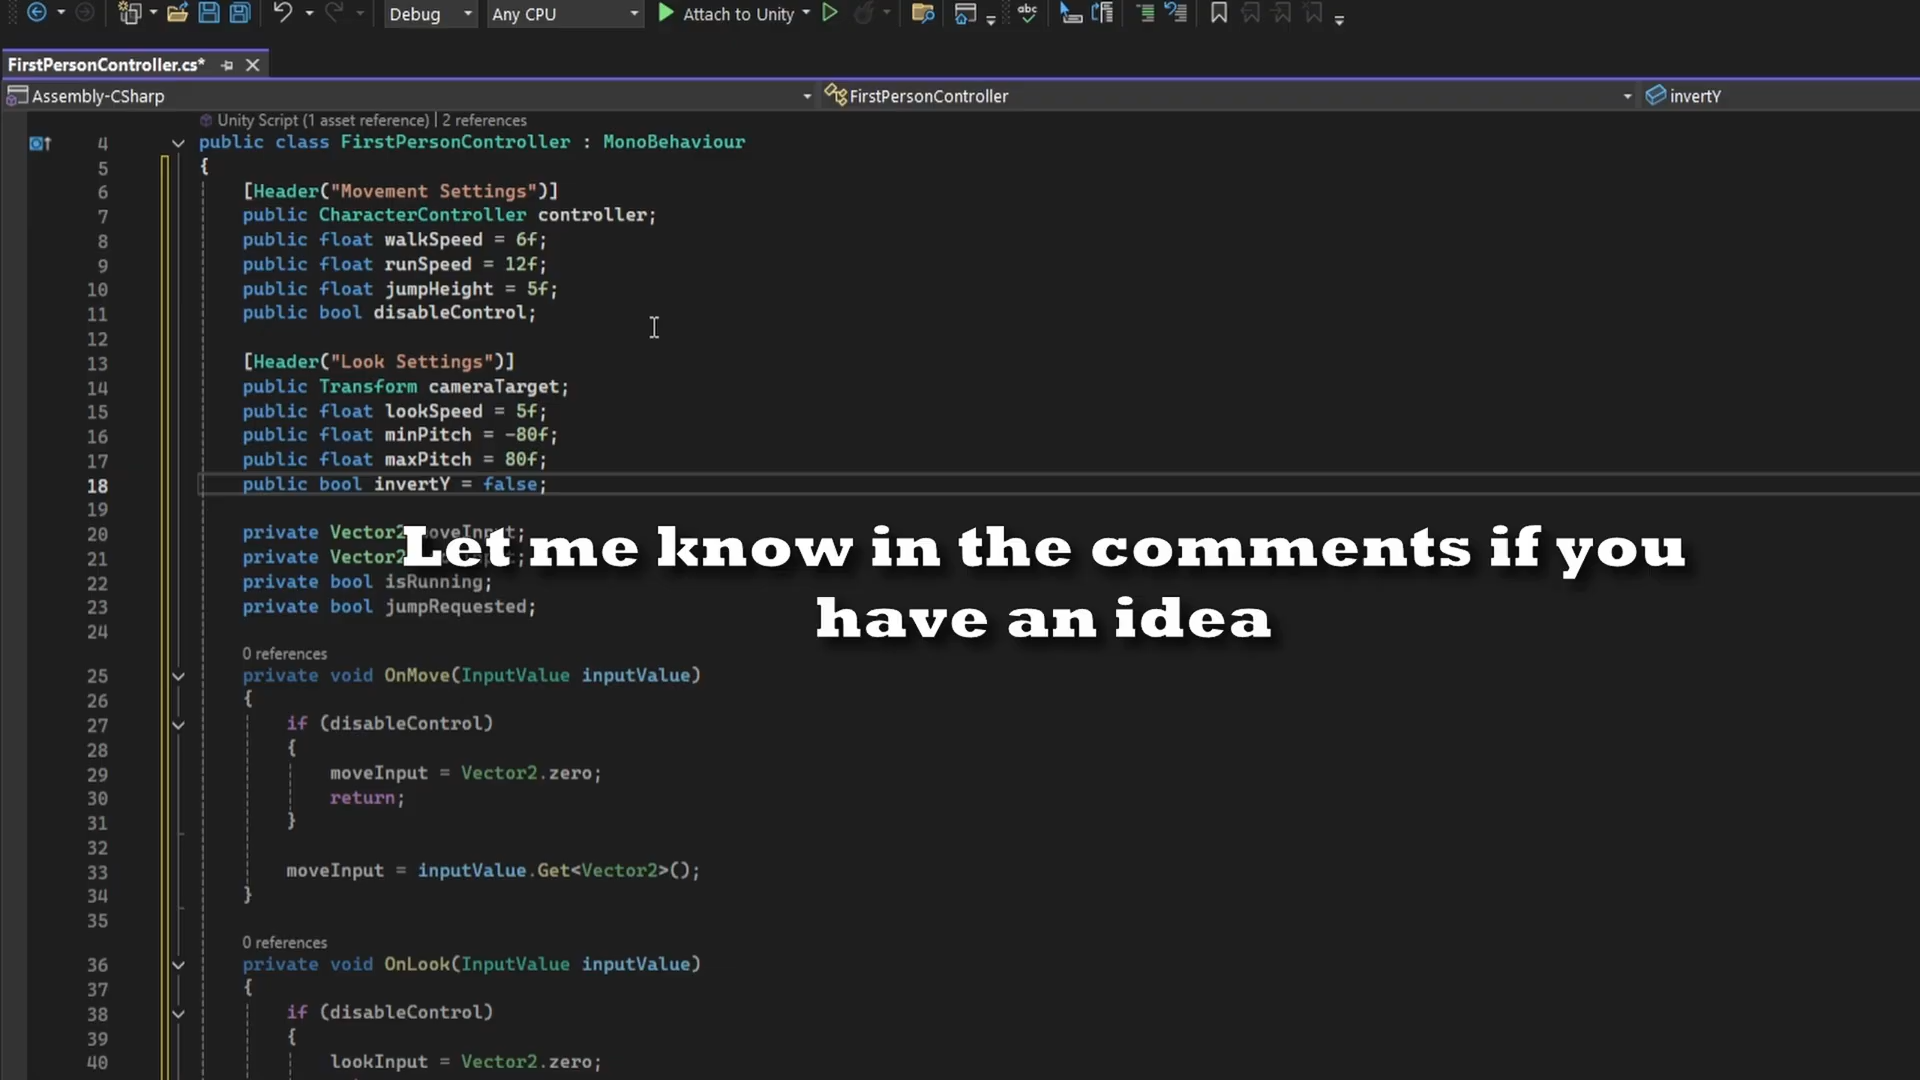 Debug
Any CPU
Attach to Unity
abc
FirstPersonController.cs*
Assembly-CSharp
FirstPersonController
invertY
Unity Script (1 asset reference) | 2 references
4 public class FirstPersonController : MonoBehaviour
5 {
6 [Header("Movement Settings")]
7 public CharacterController controller;
8 public float walkSpeed = 6f;
9 public float runSpeed = 12f;
10 public float jumpHeight = 5f;
11 public bool disableControl;
12
13 [Header("Look Settings")]
14 public Transform cameraTarget;
15 public float lookSpeed = 5f;
16 public float minPitch = -80f;
17 public float maxPitch = 80f;
18 public bool invertY = false;
19
20 private Vector2 moveInput;
21 private Vector2
22 private bool isRunning;
23 private bool jumpRequested;
24
Let me know in the comments if you
have an idea
0 references
25 private void OnMove(InputValue inputValue)
26 {
27 if (disableControl)
28 {
29 moveInput = Vector2.zero;
30 return;
31 }
32
33 moveInput = inputValue.Get<Vector2>();
34 }
35
0 references
36 private void OnLook(InputValue inputValue)
37 {
38 if (disableControl)
39 {
40 lookInput = Vector2.zero;